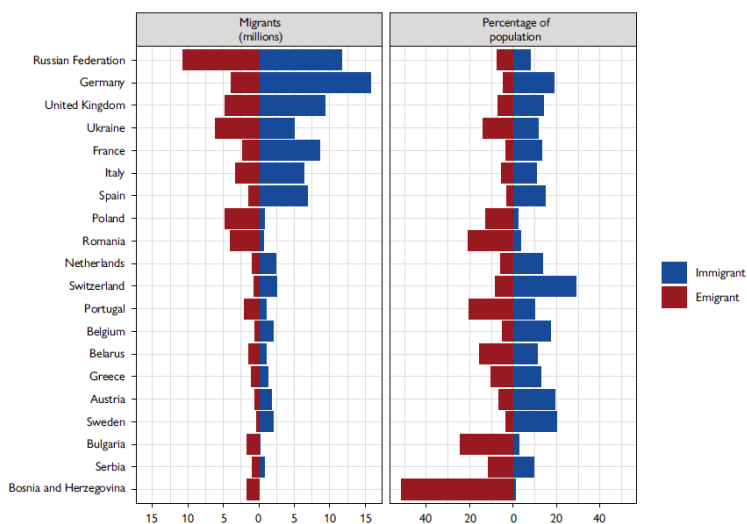 Migrants
(millions)
Percentage of
population
Russian Federation
Germany
United Kingdom
Ukraine
France
Italy
Spain
Poland
Romania
Netherlands
Switzerland
Portugal
Belgium
Belarus
Greece
Austria
Sweden
Bulgaria
Serbia
Bosnia and Herzegovina
Immigrant
Emigrant
15 10 5 0 5 10 15
40 20 0 20 40